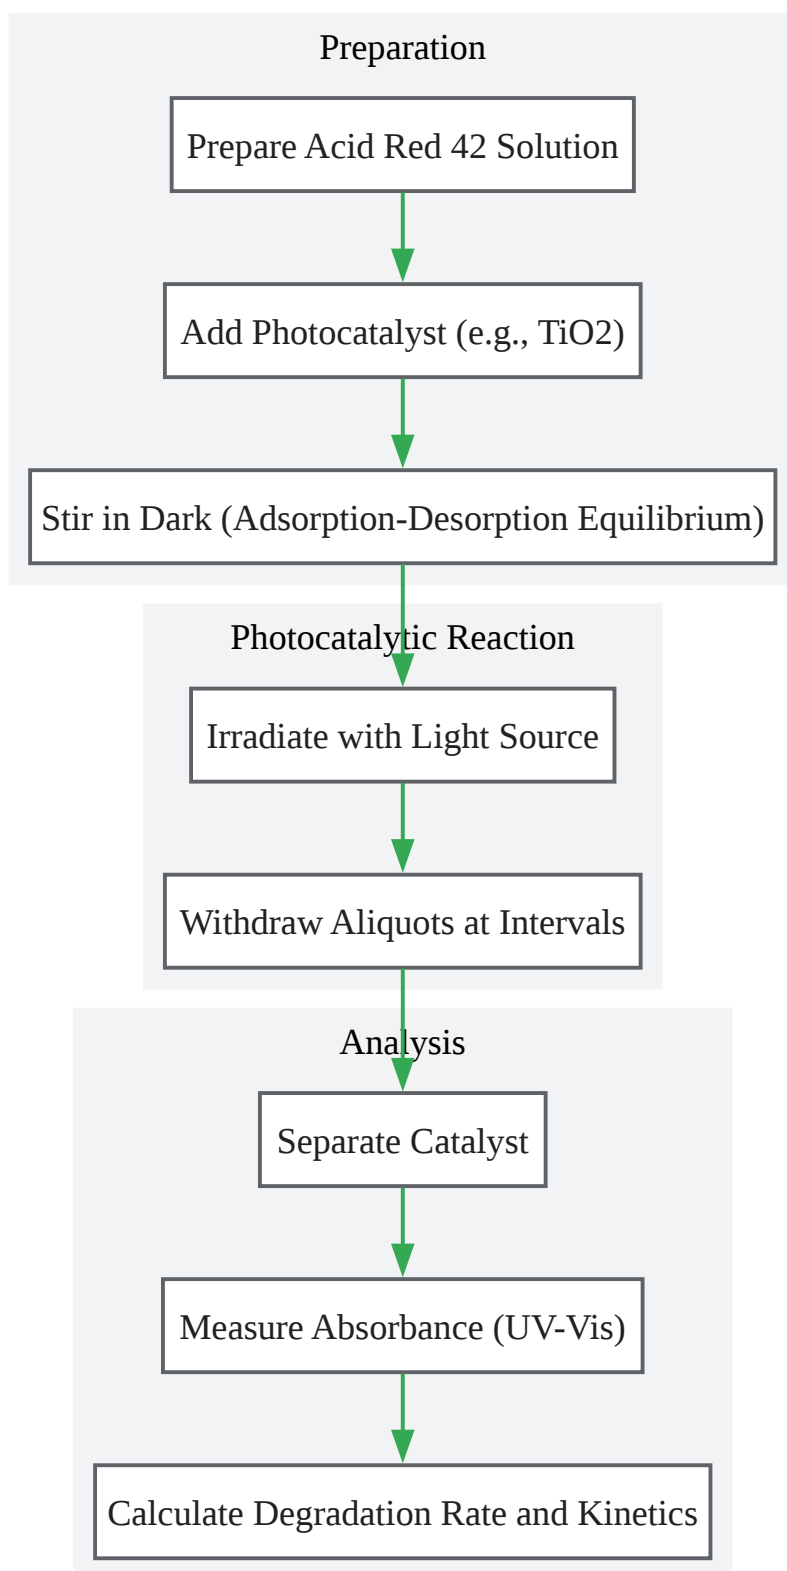 Preparation
Prepare Acid Red 42 Solution
Add Photocatalyst (e.g., TiO2)
Stir in Dark (Adsorption-Desorption Equilibrium)
Photocatalytic Reaction
Irradiate with Light Source
Withdraw Aliquots at Intervals
Analysis
Separate Catalyst
Measure Absorbance (UV-Vis)
Calculate Degradation Rate and Kinetics